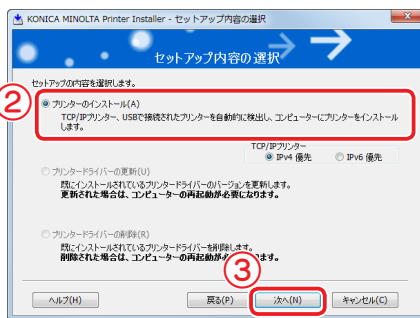 KONICA MINOLTA Printer Installer - セットアップ内容の選択
セットアップ内容の選択
セットアップの内容を選択します。
②
プリンターのインストール(A)
TCP/IPプリンター、USBで接続されたプリンターを自動的に検出し、コンピューターにプリンターをインストール
します。
TCP/IPプリンター
IPv4 優先
IPv6 優先
プリンタードライバーの更新(U)
既にインストールされているプリンタードライバーのバージョンを更新します。
更新された場合は、コンピューターの再起動が必要になります。
プリンタードライバーの削除(R)
既にインストールされているプリンタードライバーを削除します。
削除された場合は、コンピューターの再起動が必要になります。
③
ヘルプ(H)
戻る(P)
次へ(N)
キャンセル(C)